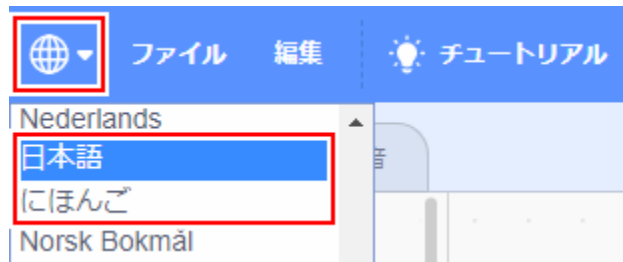 ファイル 編集 チュートリアル
Nederlands
日本語
音
にほんご
Norsk Bokmål